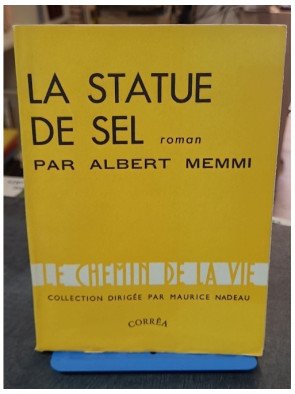 LA STATUE
DE SEL roman
PAR ALBERT MEMMI
LE CHEMIN DE LA VIE
COLLECTION DIRIGÉE PAR MAURICE NADEAU
CORRÊA